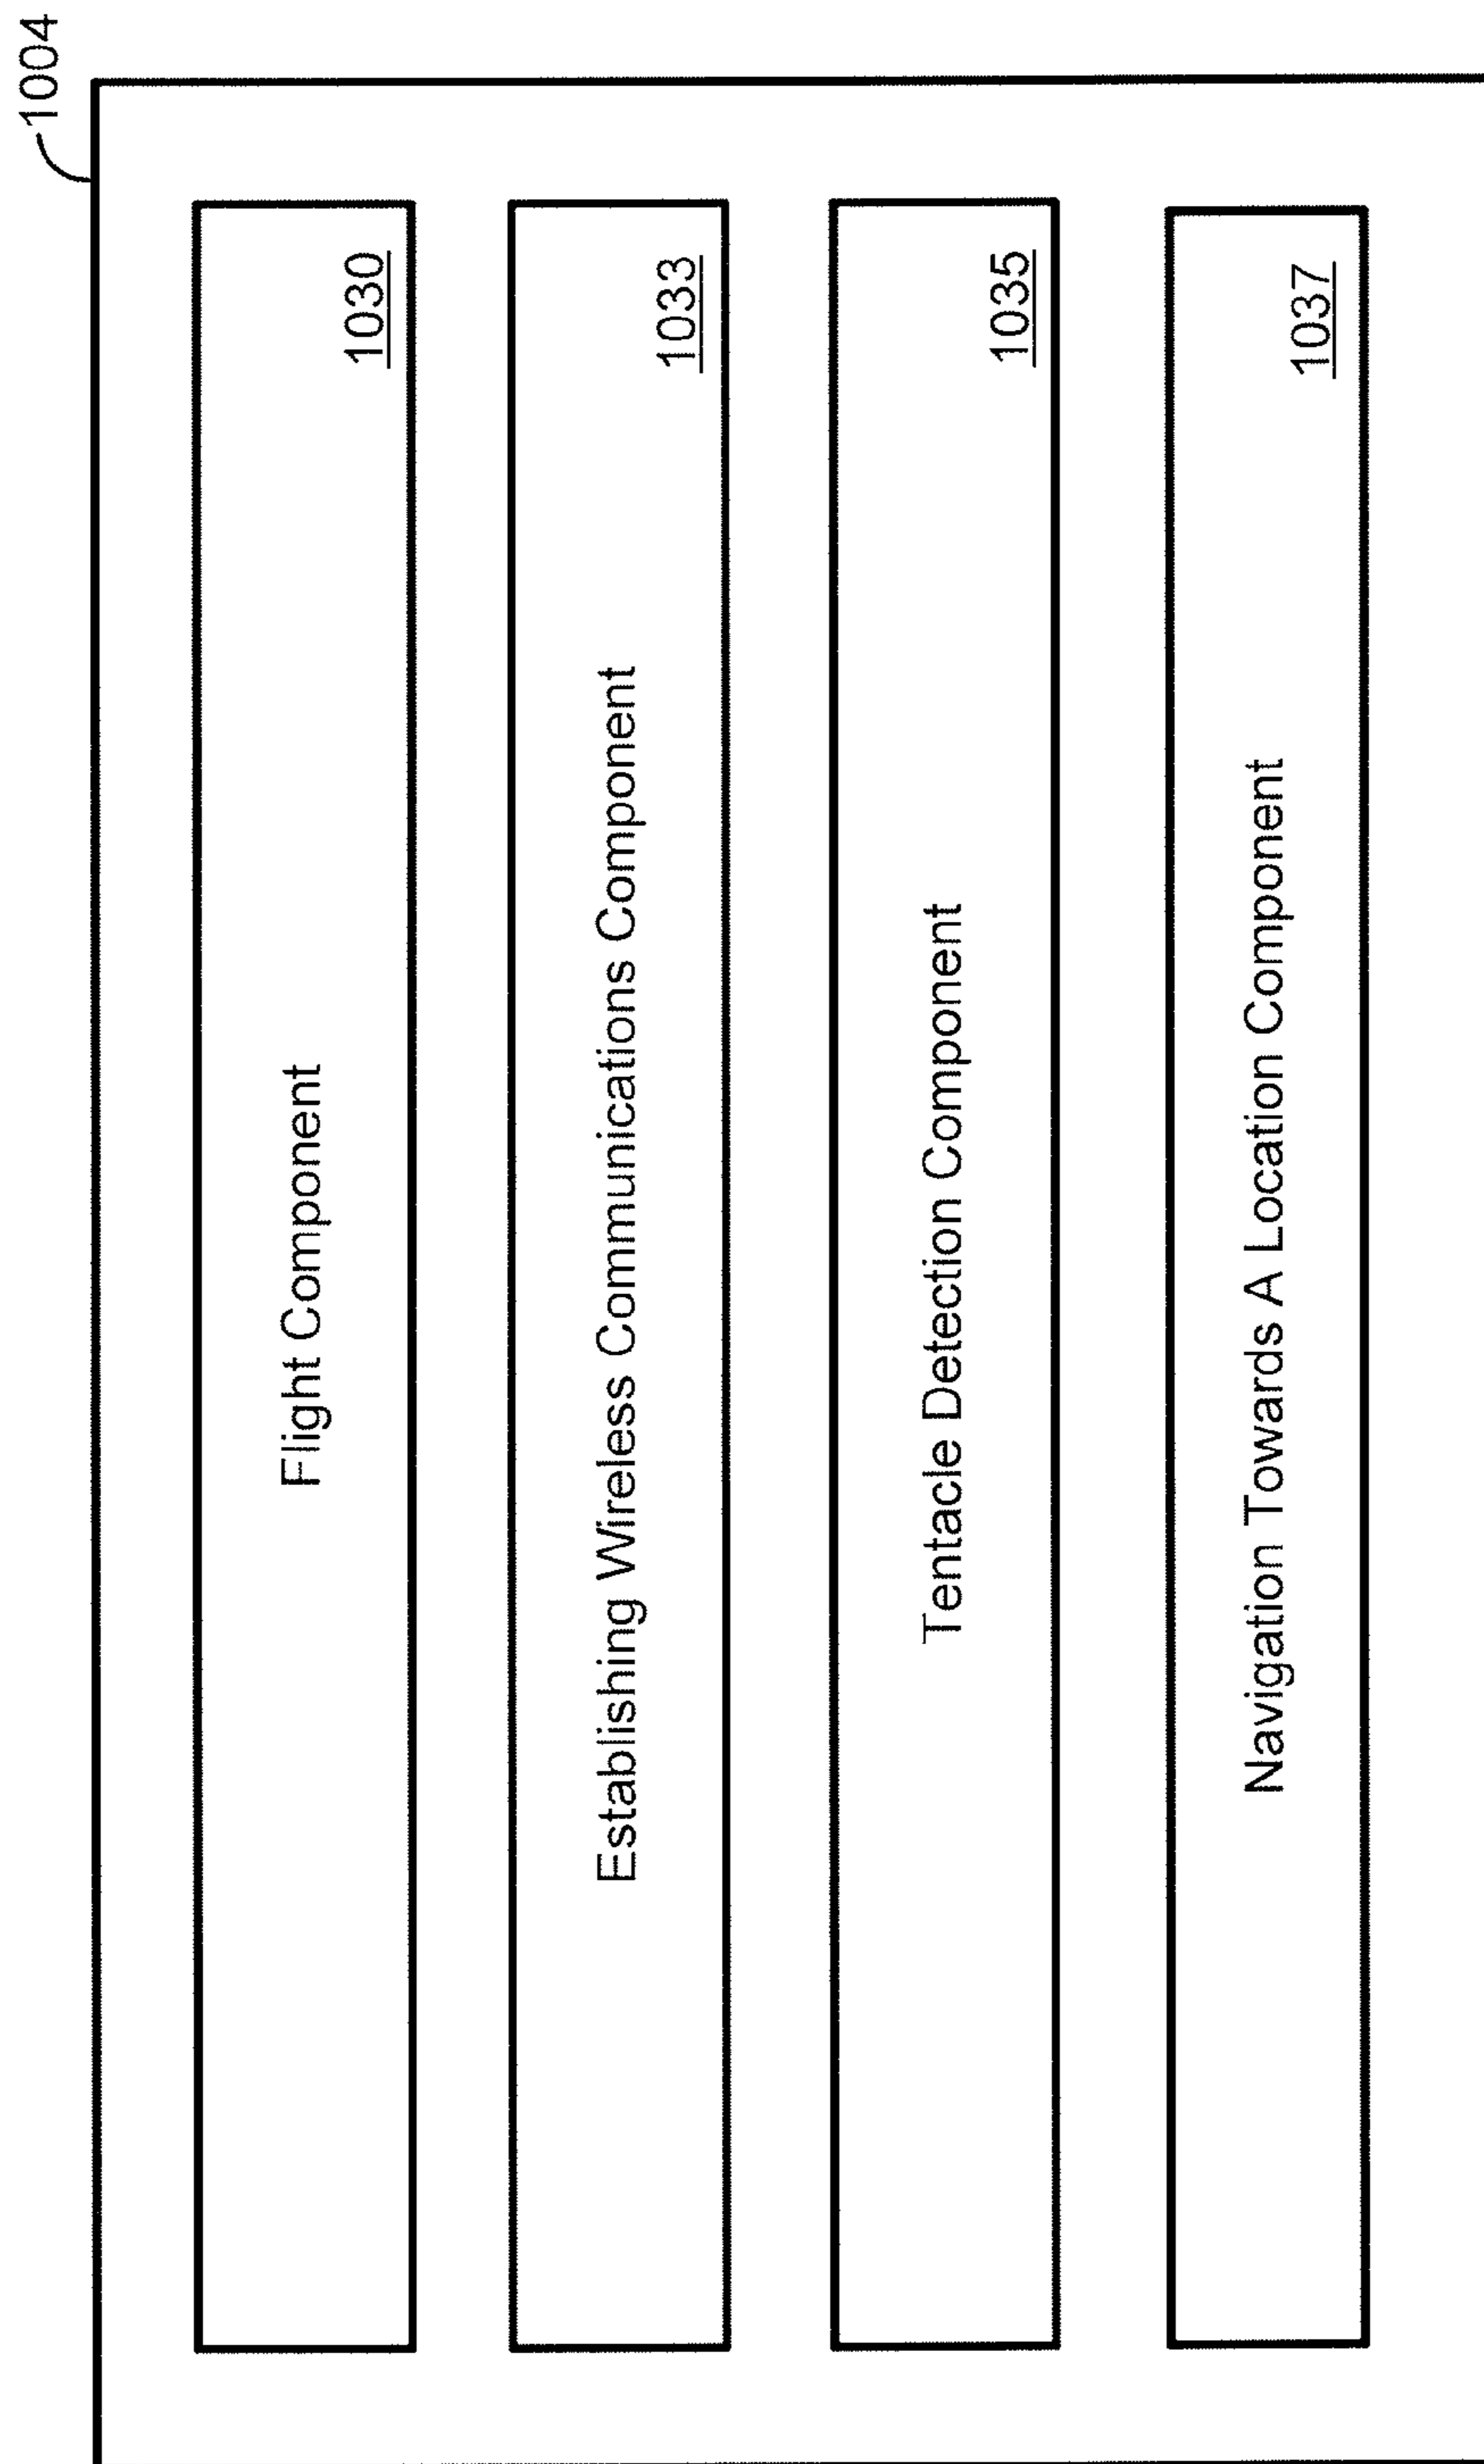 1004
Flight Component
1030
Establishing Wireless Communications Component
1033
Tentacle Detection Component
1035
Navigation Towards A Location Component
1037